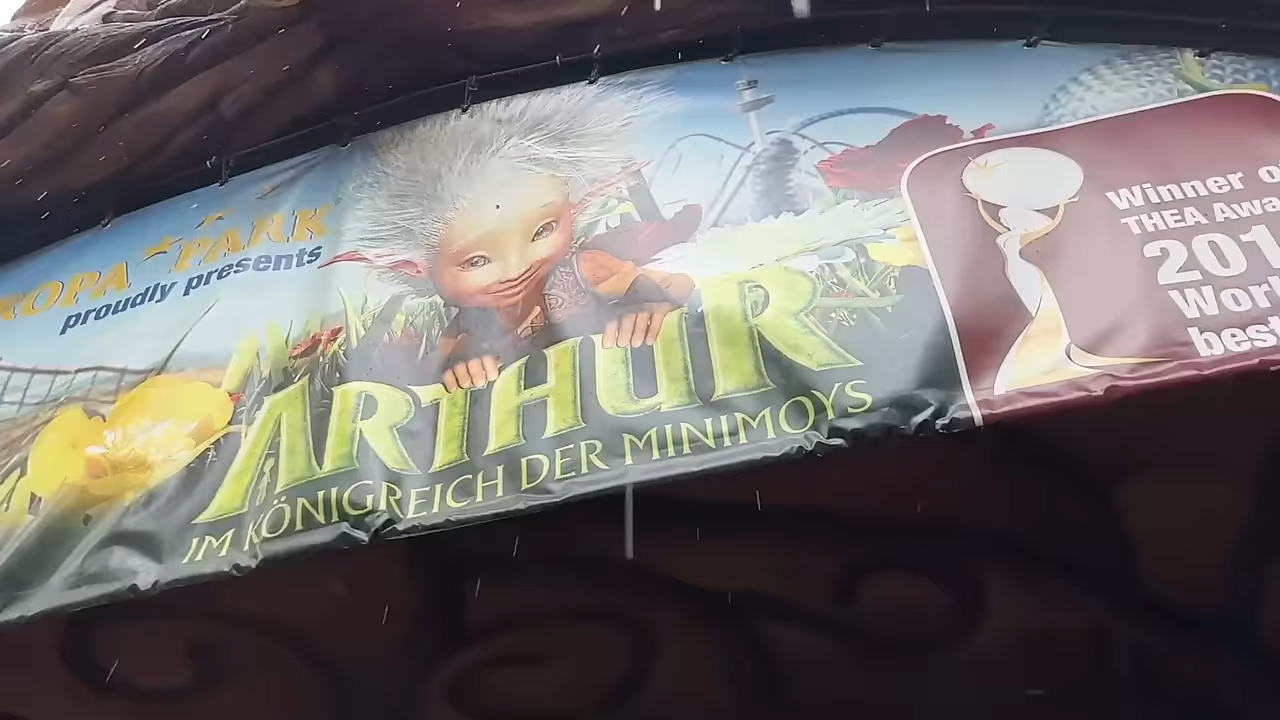 ROPA PARK
proudly presents
ARTHUR
IM KÖNIGREICH DER MINIMOYS
Winner o
THEA Awa
201
Worl
best